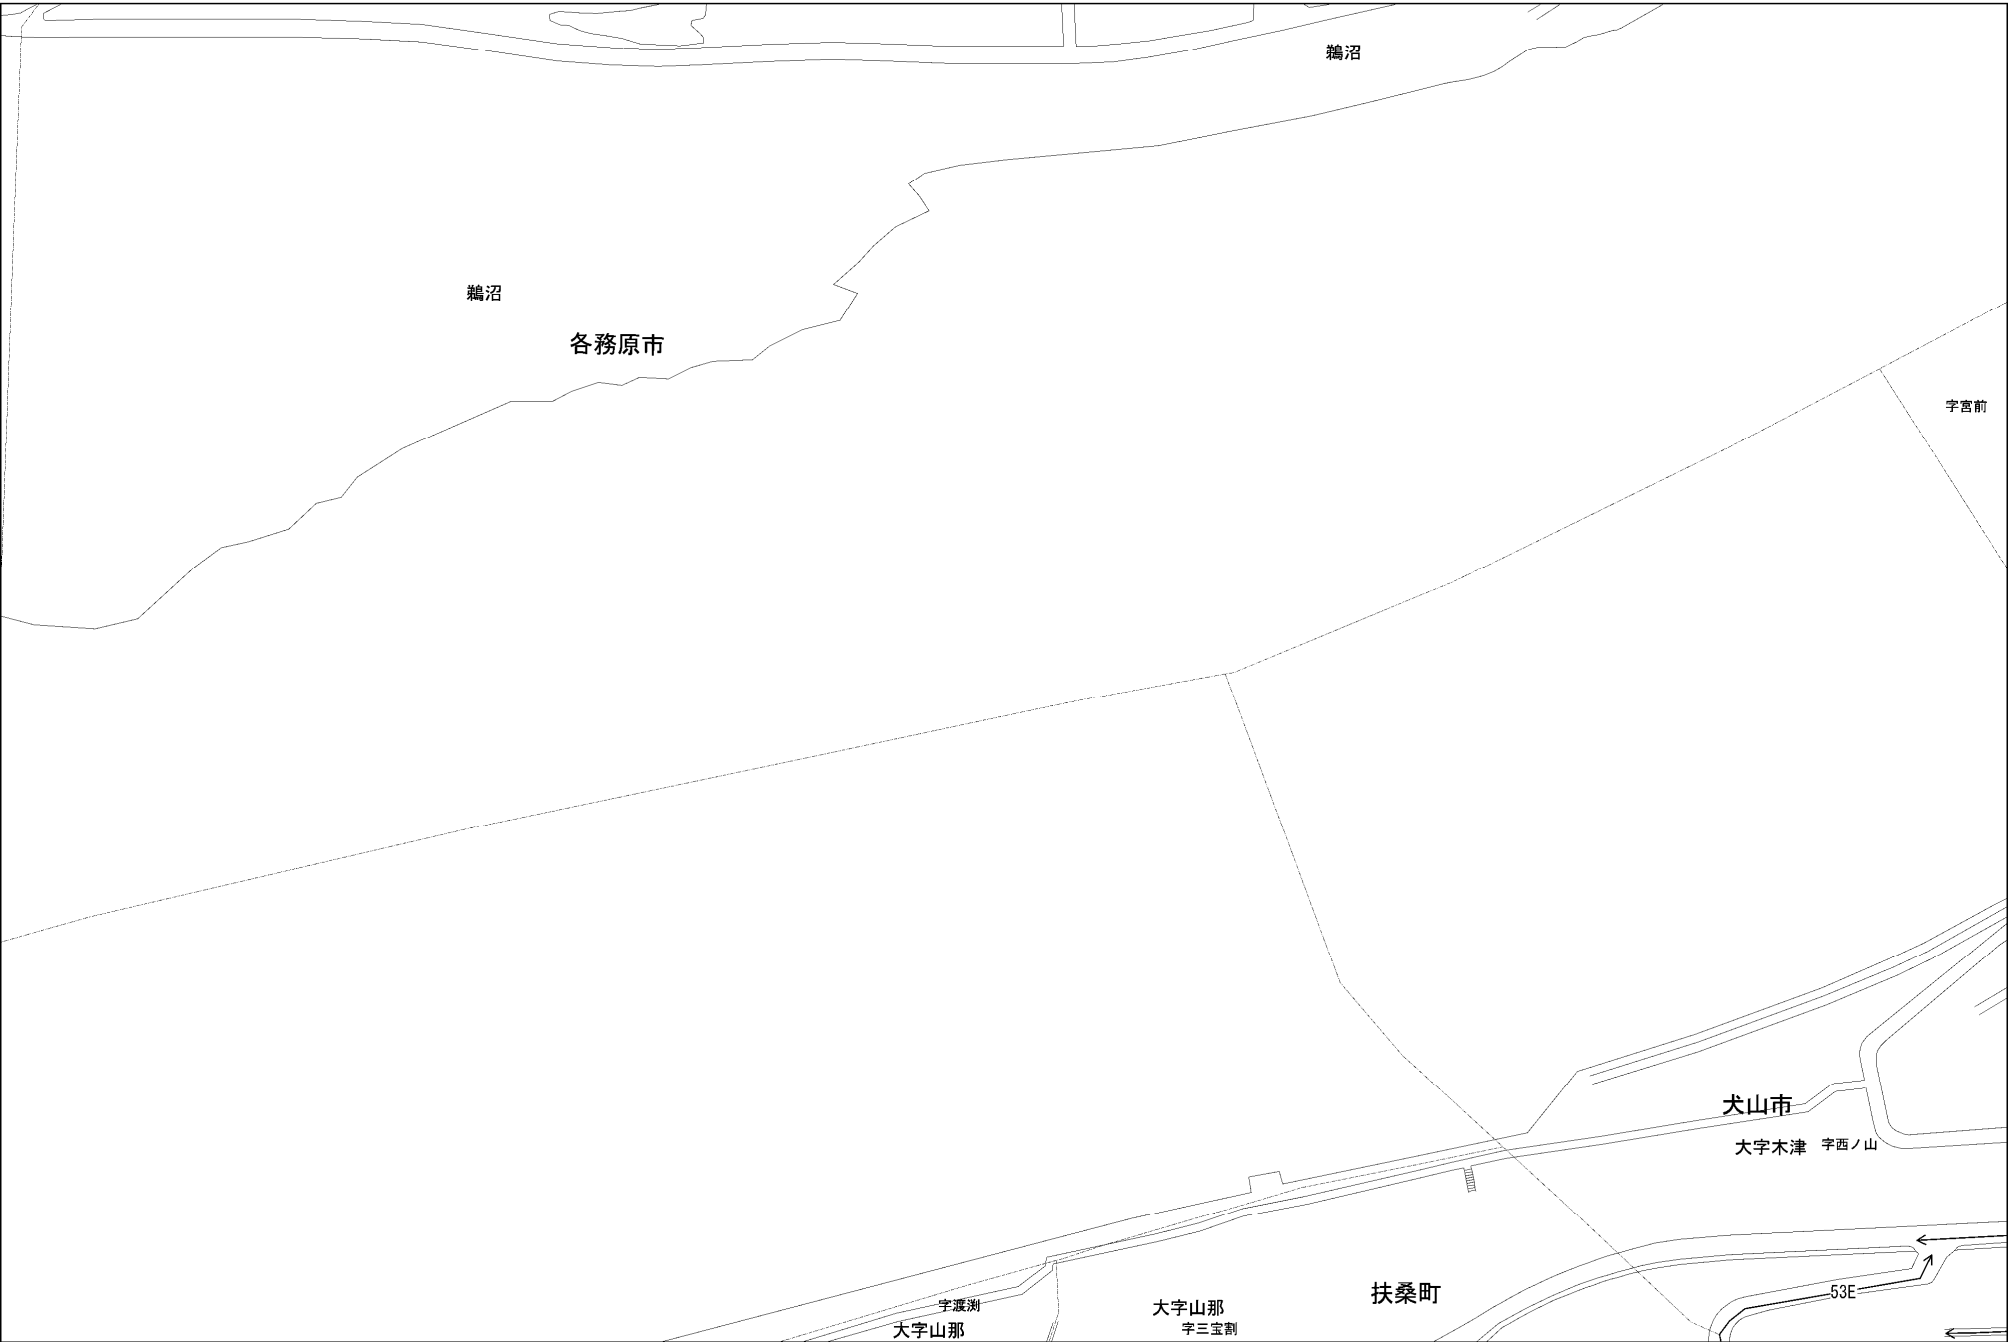 鵜沼
鵜沼
各務原市
字宮前
犬山市
大字木津
字西ノ山
扶桑町
53E
字渡渕
大字山那
字三宝割
大字山那